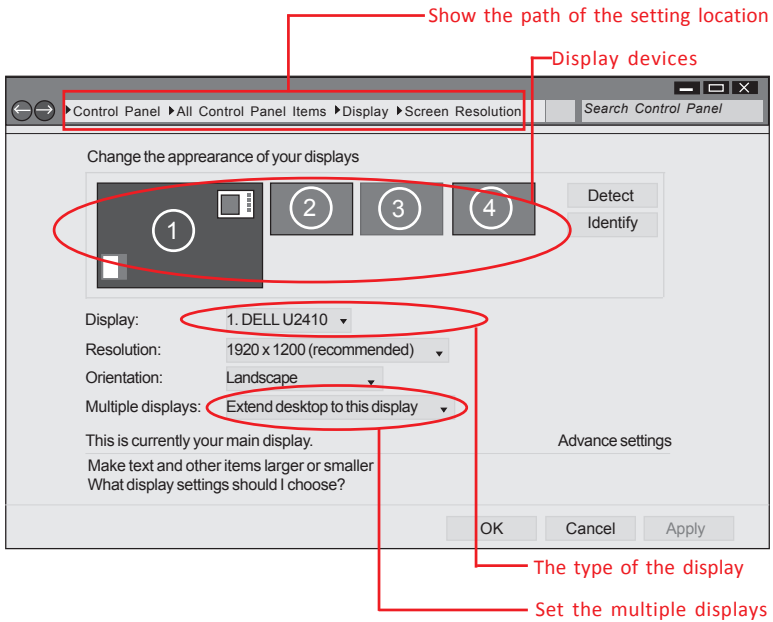 Show the path of the setting location
Display devices
Control Panel All Control Panel Items Display Screen Resolution
Search Control Panel
Change the apprearance of your displays
1 2 3 4
Detect
Identify
Display: 1. DELL U2410
Resolution: 1920 x 1200 (recommended)
Orientation: Landscape
Multiple displays: Extend desktop to this display
This is currently your main display. Advance settings
Make text and other items larger or smaller
What display settings should I choose?
OK Cancel Apply
The type of the display
Set the multiple displays